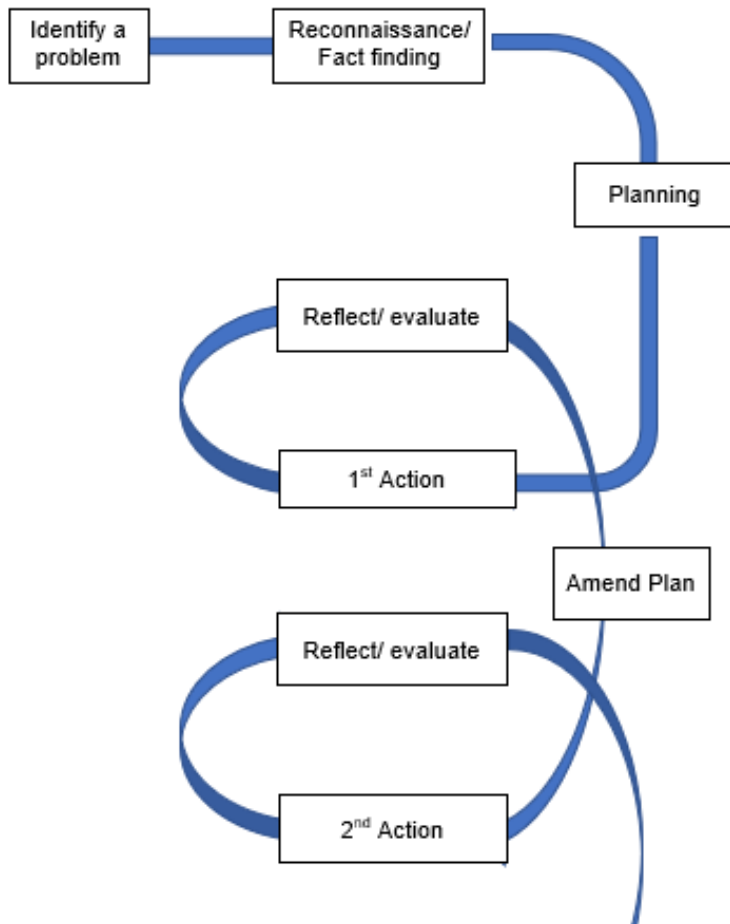 Identify a
problem
Reconnaissance/
Fact finding
Planning
Reflect/ evaluate
1st Action
Amend Plan
Reflect/ evaluate
2nd Action